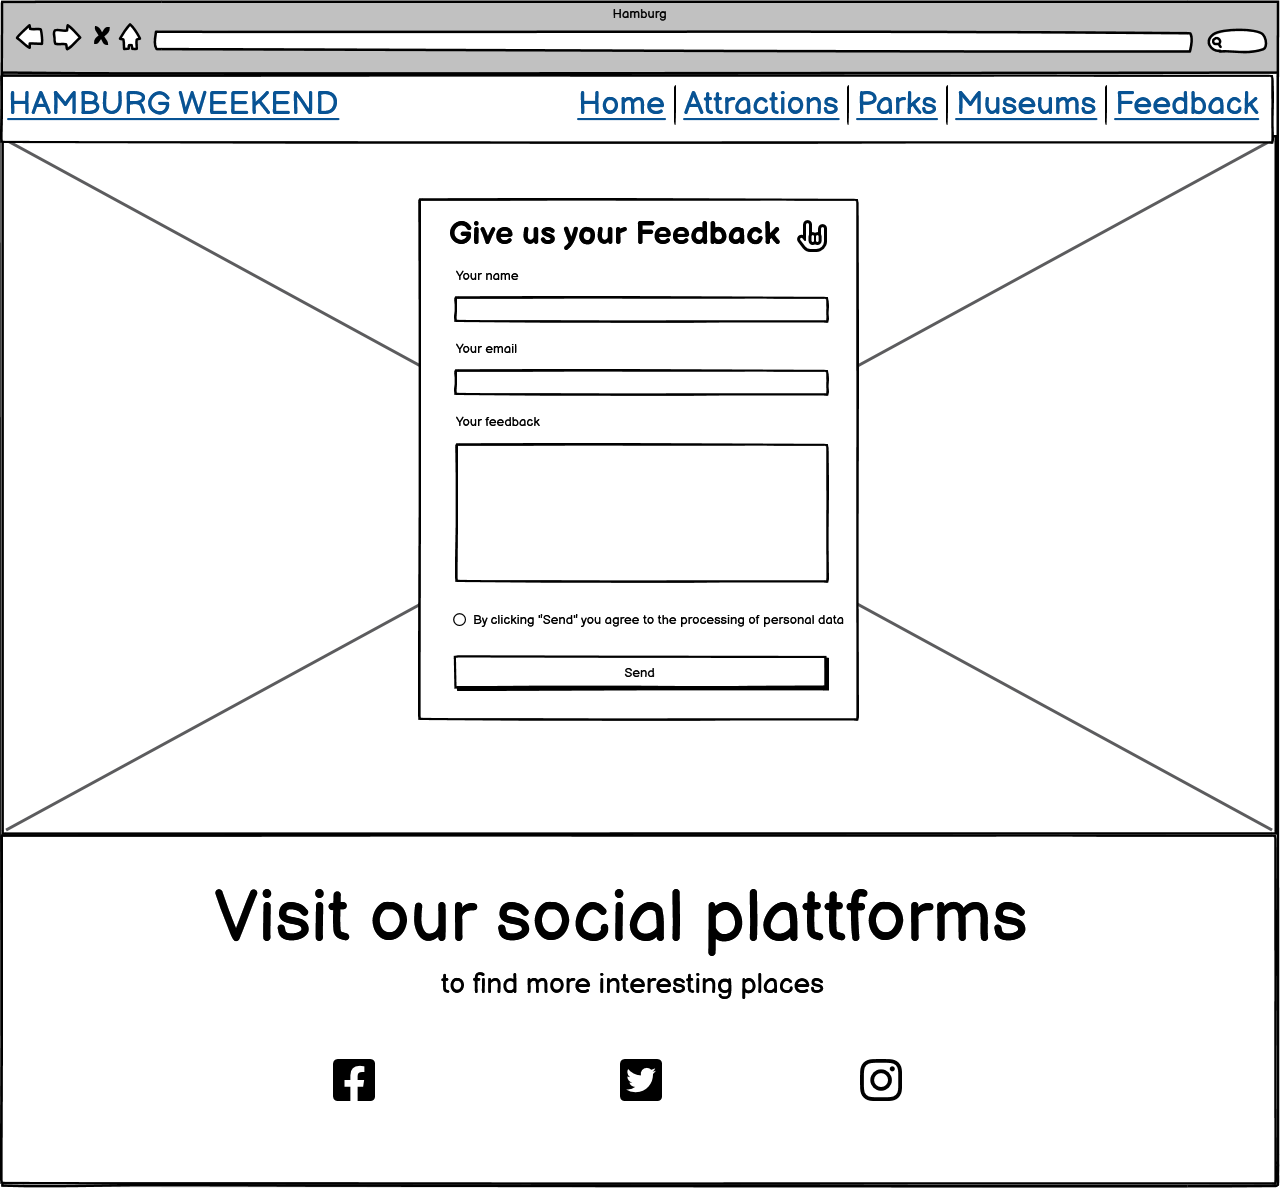 Hamburg
HAMBURG WEEKEND
Home Attractions Parks Museums Feedback
Give us your Feedback
Your name
Your email
Your feedback
By clicking "Send" you agree to the processing of personal data
Send
Visit our social plattforms
to find more interesting places